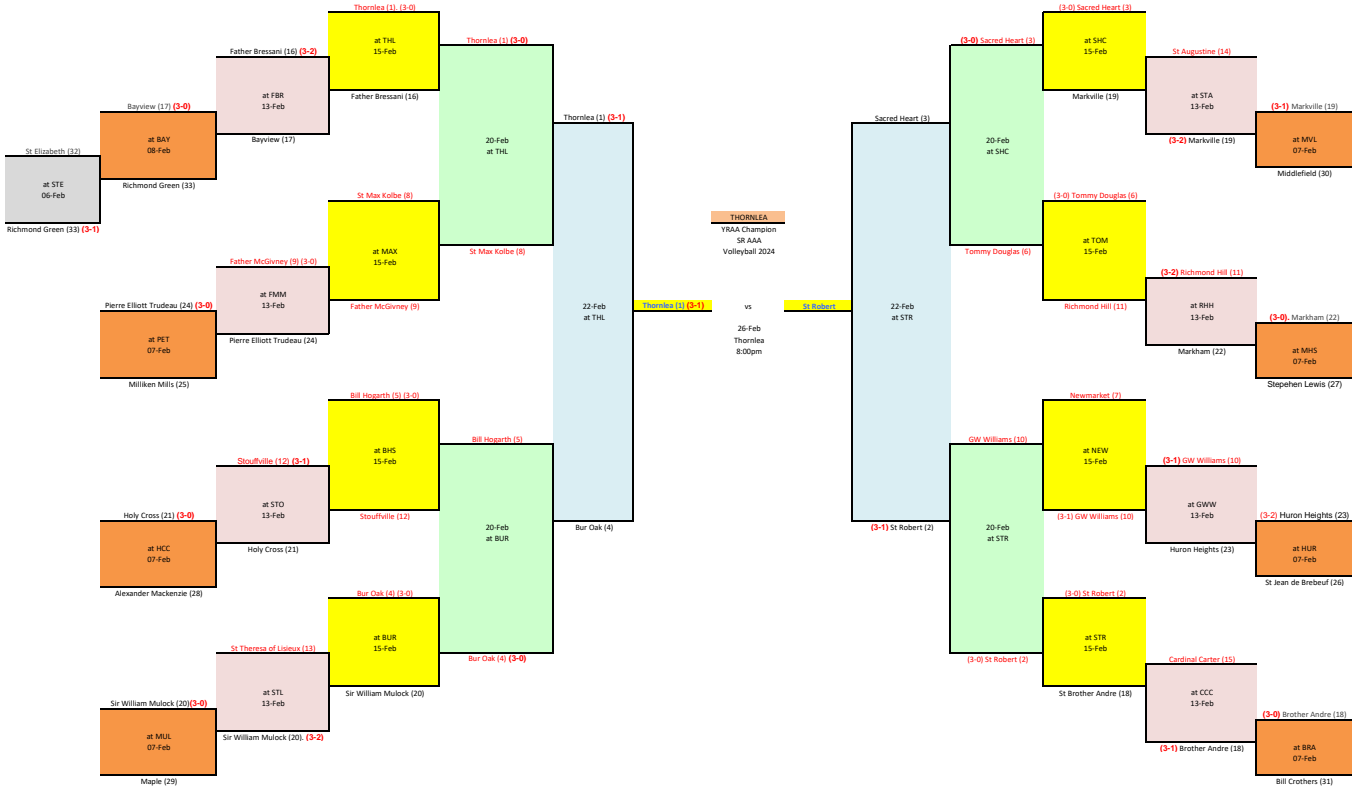 Thornlea (1). (3-0)
at THL
15-Feb
Father Bressani (16)
Father Bressani (16) (3-2)
at FBR
13-Feb
Bayview (17)
Bayview (17) (3-0)
at BAY
08-Feb
Richmond Green (33)
St Elizabeth (32)
at STE
06-Feb
Richmond Green (33) (3-1)
Thornlea (1) (3-0)
20-Feb
at THL
St Max Kolbe (8)
St Max Kolbe (8)
at MAX
15-Feb
Father McGivney (9)
Father McGivney (9) (3-0)
at FMM
13-Feb
Pierre Elliott Trudeau (24)
Pierre Elliott Trudeau (24) (3-0)
at PET
07-Feb
Milliken Mills (25)
Thornlea (1) (3-1)
22-Feb
at THL
Bur Oak (4)
Bill Hogarth (5) (3-0)
at BHS
15-Feb
Stouffville (12)
Stouffville (12) (3-1)
at STO
13-Feb
Holy Cross (21)
Holy Cross (21) (3-0)
at HCC
07-Feb
Alexander Mackenzie (28)
Bill Hogarth (5)
20-Feb
at BUR
Bur Oak (4) (3-0)
Bur Oak (4) (3-0)
at BUR
15-Feb
Sir William Mulock (20)
St Theresa of Lisieux (13)
at STL
13-Feb
Sir William Mulock (20). (3-2)
Sir William Mulock (20)(3-0)
at MUL
07-Feb
Maple (29)
THORNLEA
YRAA Champion
SR AAA
Volleyball 2024
Thornlea (1) (3-1)
vs
St Robert
26-Feb
Thornlea
8:00pm
Sacred Heart (3)
22-Feb
at STR
(3-1) St Robert (2)
(3-0) Sacred Heart (3)
20-Feb
at SHC
Tommy Douglas (6)
(3-0) Sacred Heart (3)
at SHC
15-Feb
Markville (19)
St Augustine (14)
at STA
13-Feb
(3-2) Markville (19)
(3-1) Markville (19)
at MVL
07-Feb
Middlefield (30)
(3-0) Tommy Douglas (6)
at TOM
15-Feb
Richmond Hill (11)
(3-2) Richmond Hill (11)
at RHH
13-Feb
Markham (22)
(3-0). Markham (22)
at MHS
07-Feb
Stepehen Lewis (27)
GW Williams (10)
20-Feb
at STR
(3-0) St Robert (2)
Newmarket (7)
at NEW
15-Feb
(3-1) GW Williams (10)
(3-1) GW Williams (10)
at GWW
13-Feb
Huron Heights (23)
(3-2) Huron Heights (23)
at HUR
07-Feb
St Jean de Brebeuf (26)
(3-0) St Robert (2)
at STR
15-Feb
St Brother Andre (18)
Cardinal Carter (15)
at CCC
13-Feb
(3-1) Brother Andre (18)
(3-0) Brother Andre (18)
at BRA
07-Feb
Bill Crothers (31)